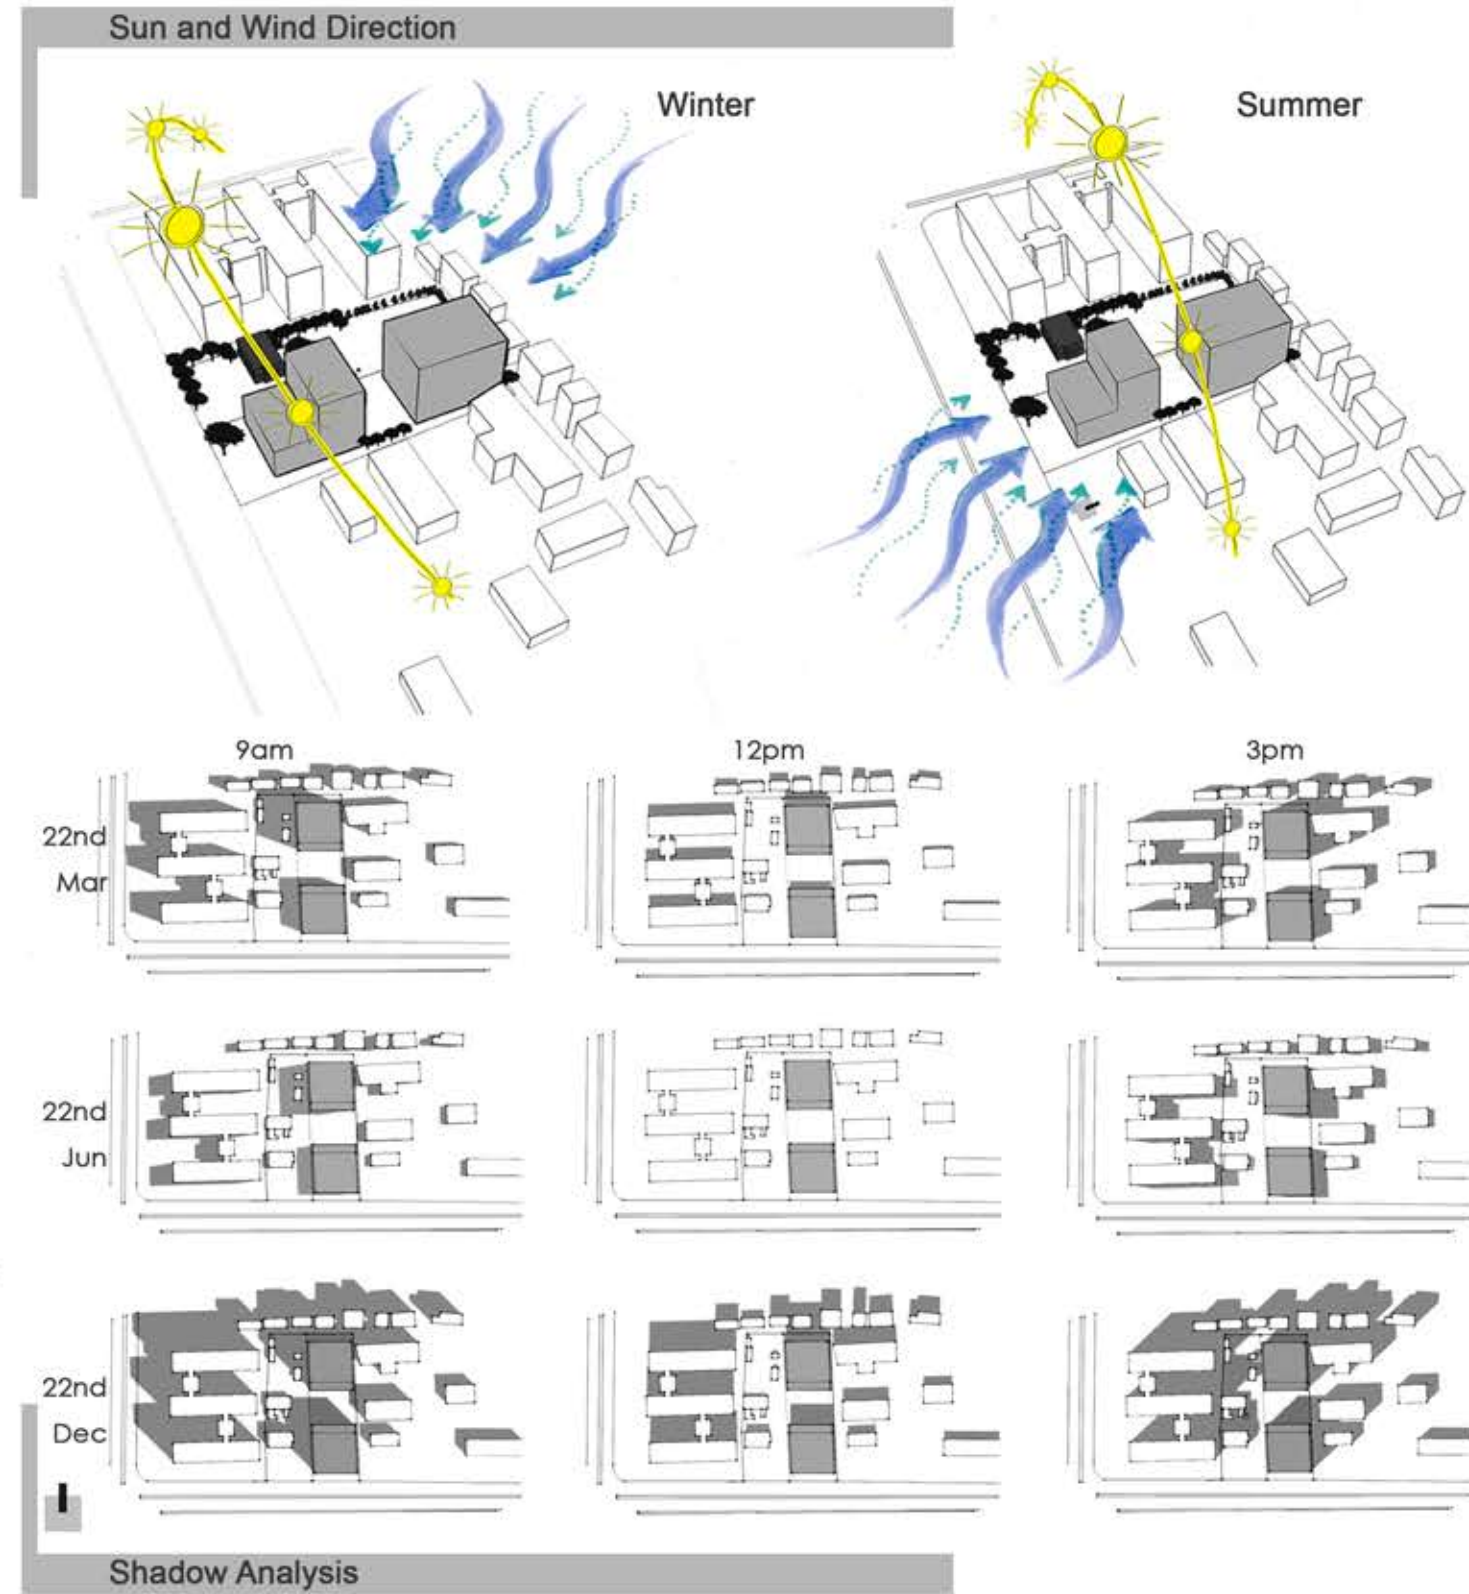 Sun and Wind Direction
Winter
Summer
9am
12pm
3pm
22nd
Mar
22nd
Jun
22nd
Dec
Shadow Analysis